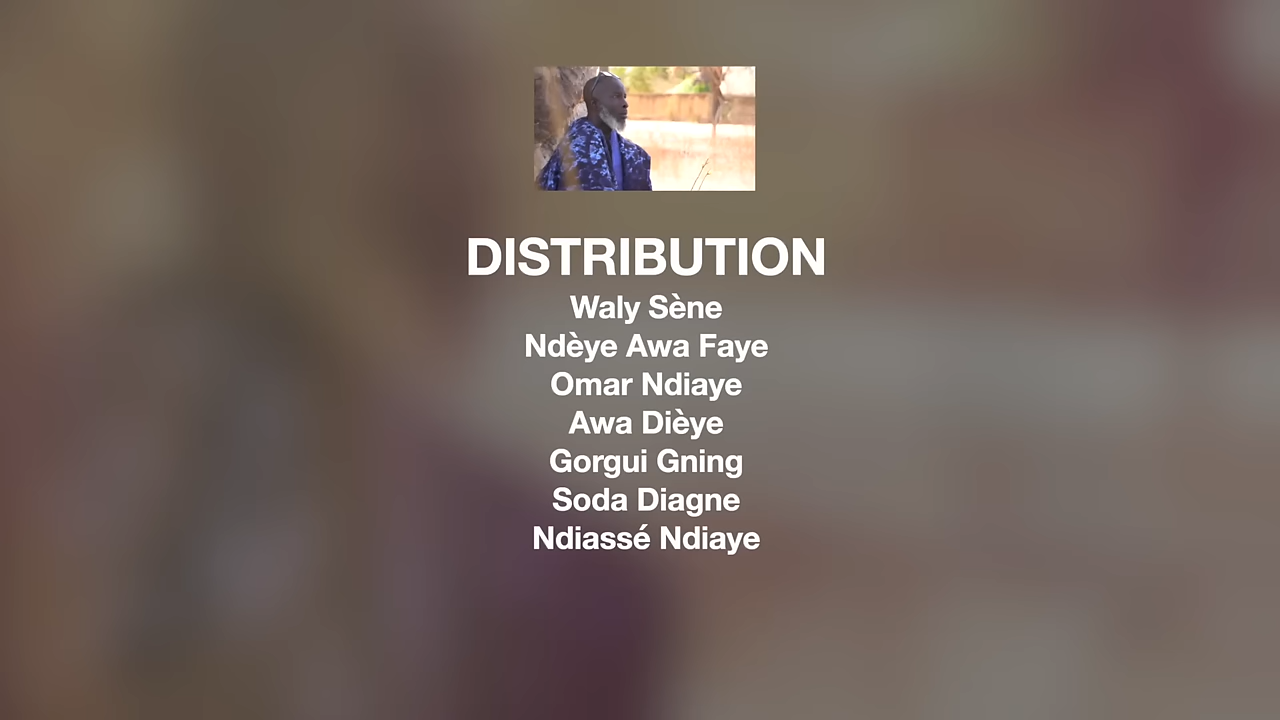 DISTRIBUTION
Waly Sène
Ndèye Awa Faye
Omar Ndiaye
Awa Dièye
Gorgui Gning
Soda Diagne
Ndiassé Ndiaye